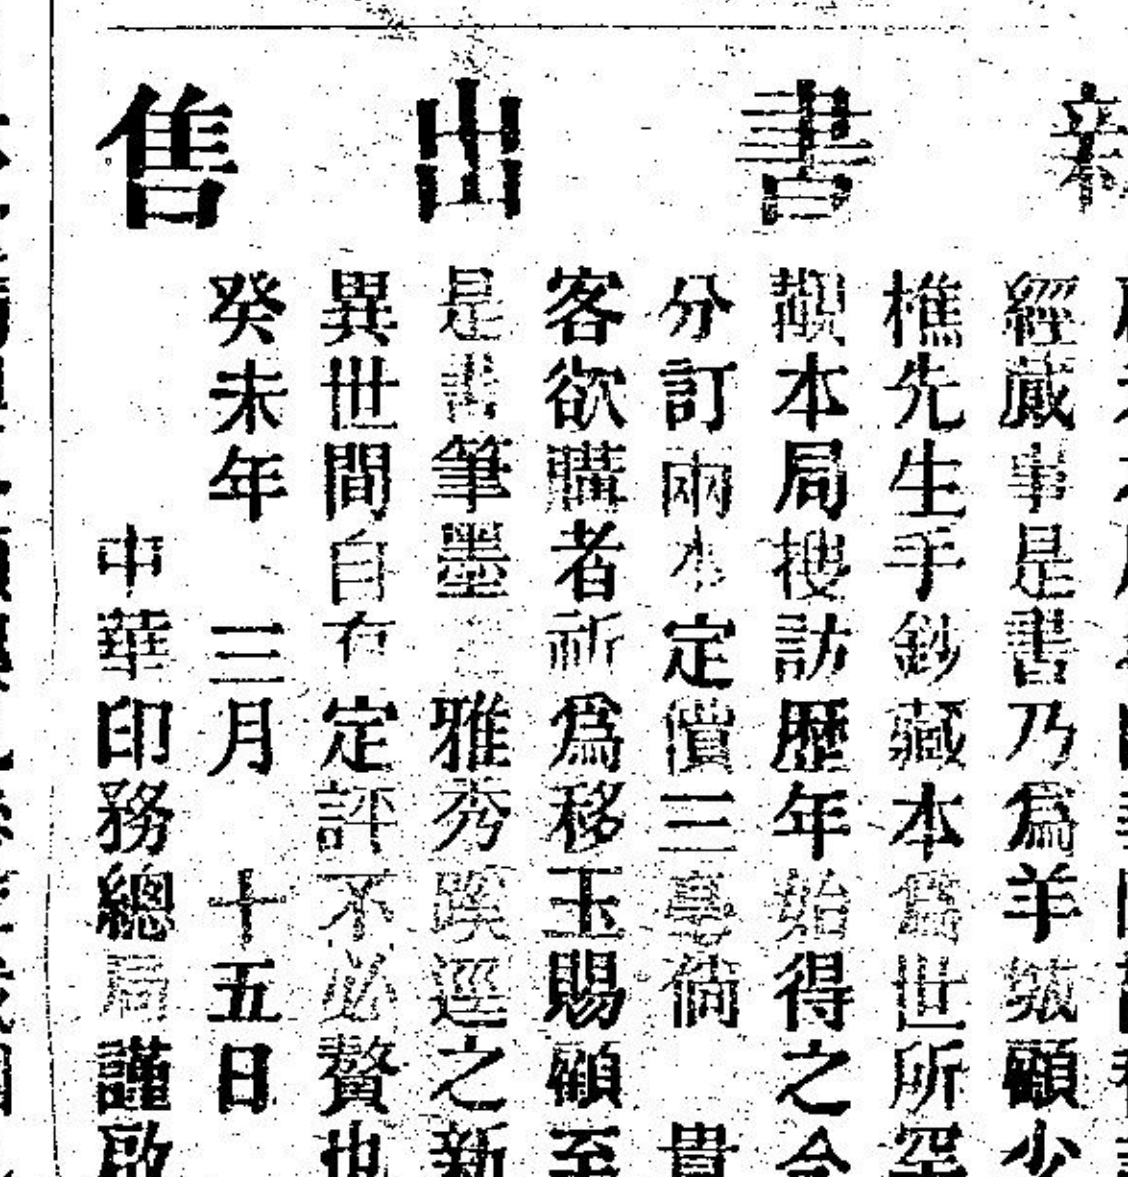 新書出售
經蕆事是書乃爲羊城顧少
樵先生手鈔藏本爲世所罕
覯本局搜訪歷年始得之今
分訂兩本定價三毫倘 貴
客欲購者祈爲移玉賜顧至
是書筆墨之雅秀蹊逕之新
異世間自有定評不必贅也
癸未年 三月 十五日
中華印務總局謹啟